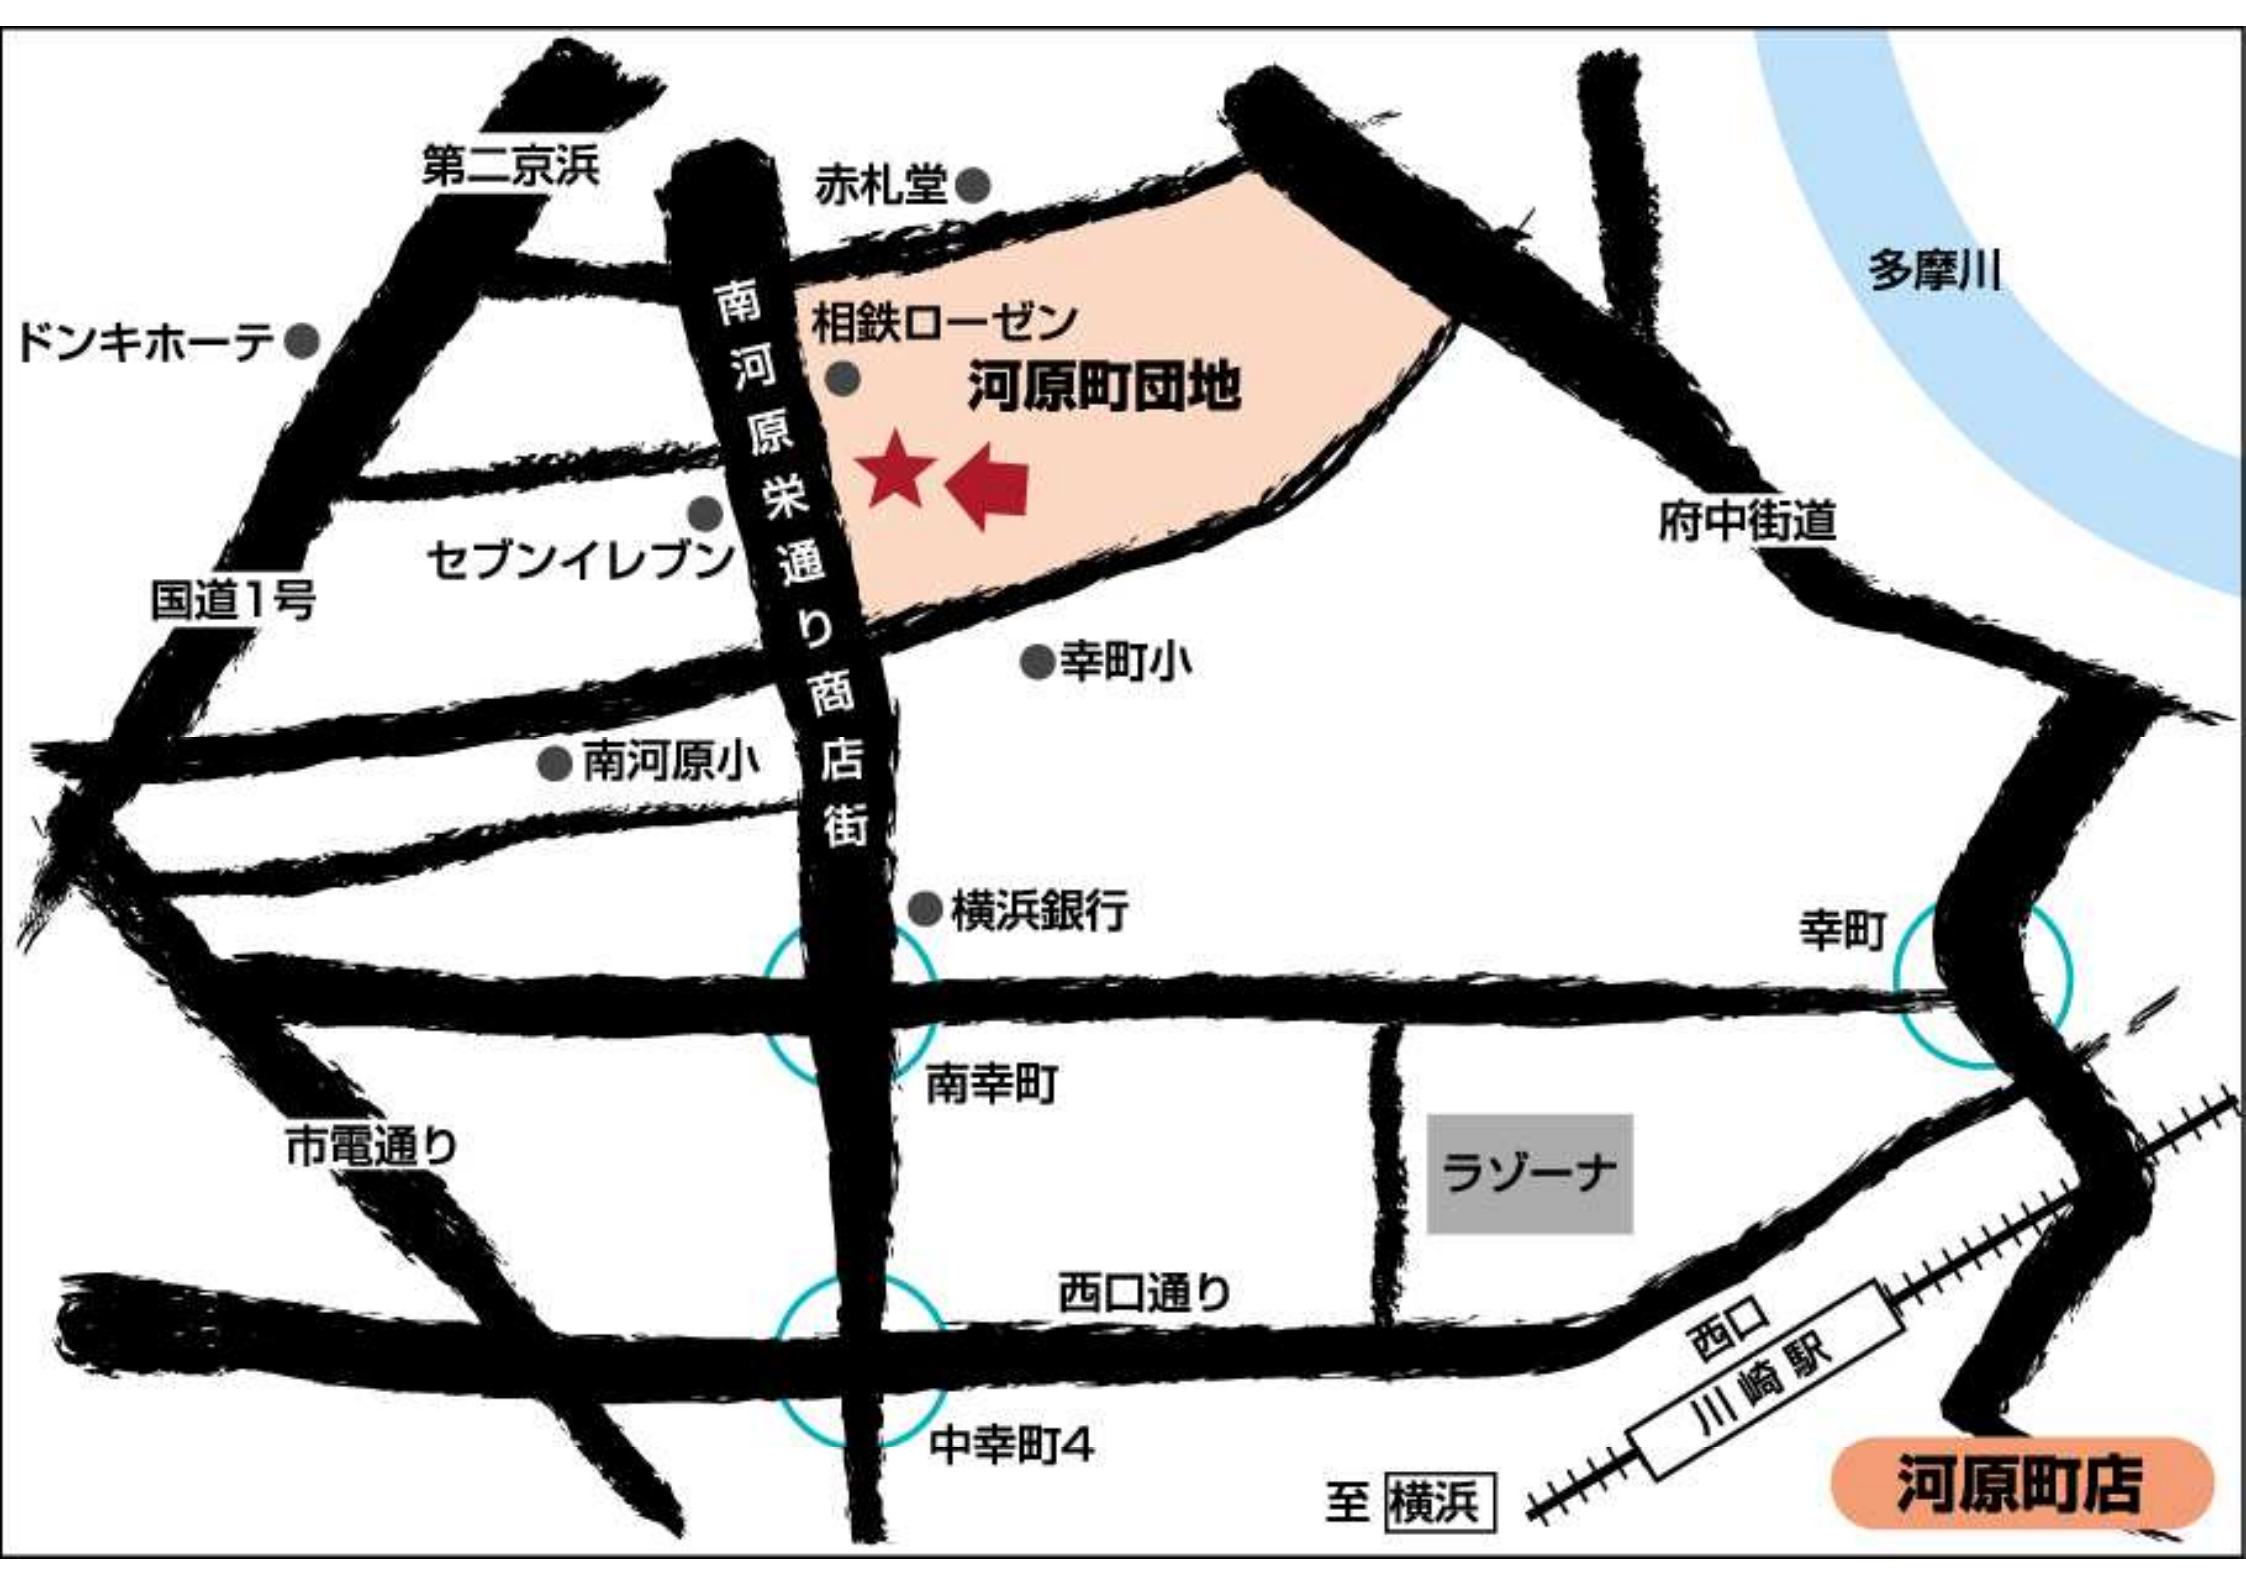 第二京浜
赤札堂
多摩川
ドンキホーテ
相鉄ローゼン
河原町団地
南河原栄通り商店街
府中街道
セブンイレブン
国道1号
幸町小
南河原小
横浜銀行
幸町
南幸町
市電通り
ラゾーナ
西口通り
西口
川崎駅
中幸町4
至 横浜
河原町店